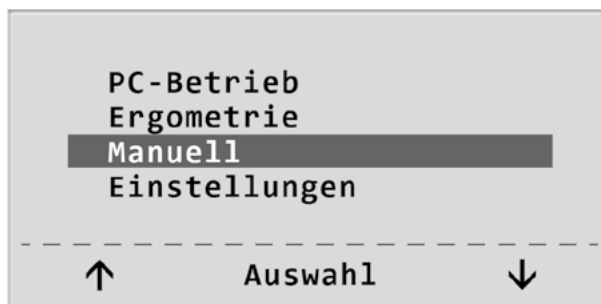 PC-Betrieb
Ergometrie
Manuell
Einstellungen
↑ Auswahl ↓